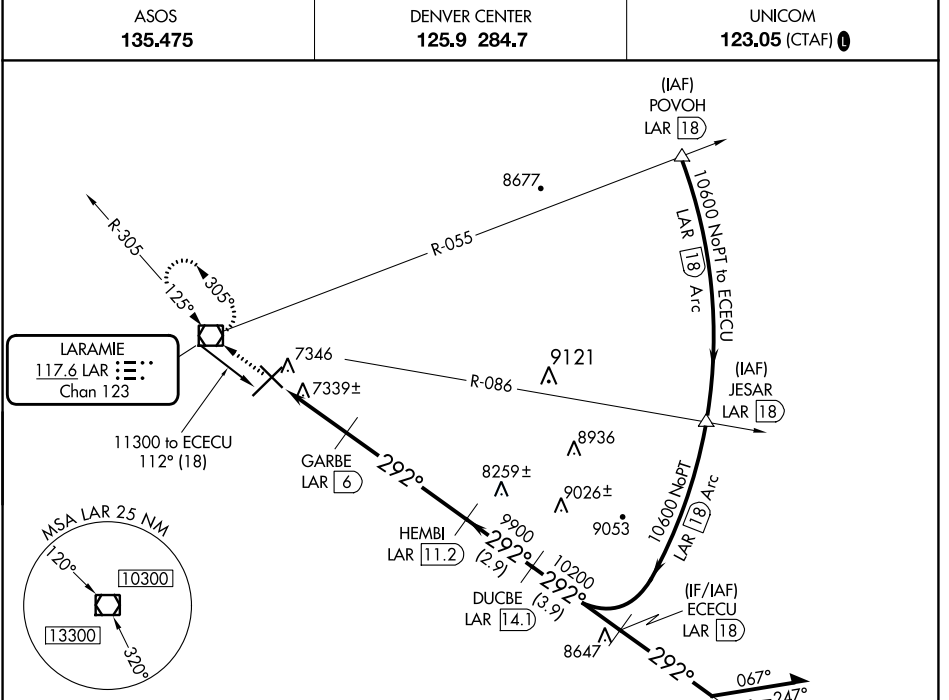 ASOS
135.475
DENVER CENTER
125.9 284.7
UNICOM
123.05 (CTAF) L
(IAF)
POVOH
LAR 18
8677
10600 NoPT to ECECU
LAR 18 Arc
R-055
R-305
125°
305°
LARAMIE
117.6 LAR
Chan 123
7346
7339±
9121
R-086
(IAF)
JESAR
LAR 18
11300 to ECECU
112° (18)
GARBE
LAR 6
292°
8936
8259±
9026±
9053
10600 NoPT
LAR 18 Arc
HEMBI
LAR 11.2
9900
292°
(2.9)
10200
292°
(3.9)
DUCBE
LAR 14.1
(IF/IAF)
ECECU
LAR 18
8647
292°
067°
247°
MSA LAR 25 NM
120°
10300
13300
320°